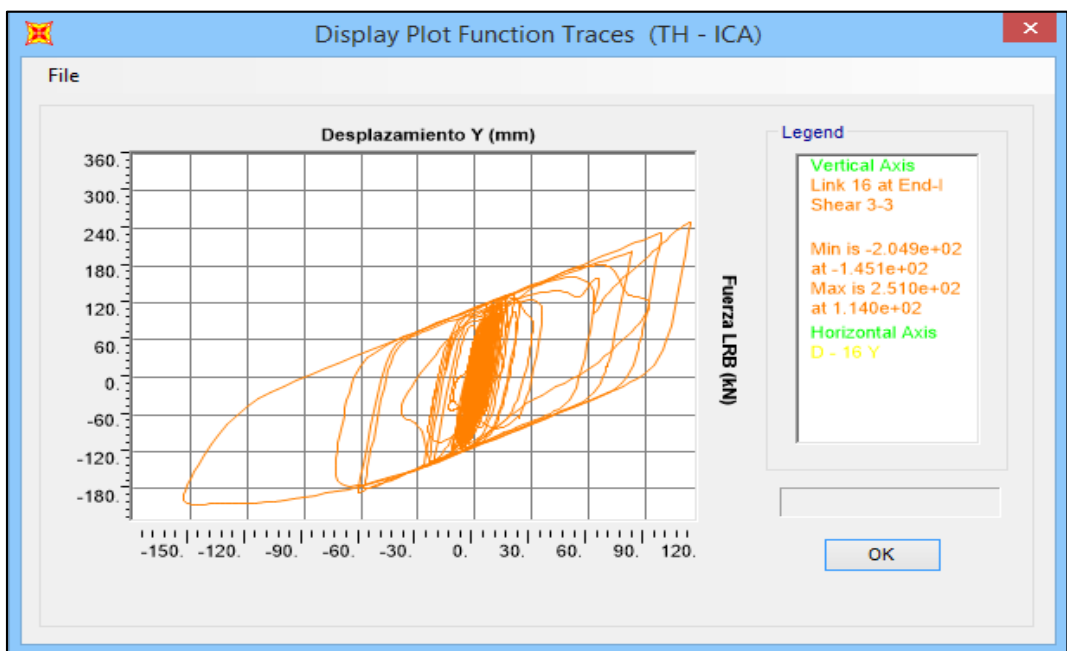 Display Plot Function Traces (TH - ICA)
File
Desplazamiento Y (mm)
360.
300.
240.
180.
120.
60.
0.
-60.
-120.
-180.
-150. -120. -90. -60. -30. 0. 30. 60. 90. 120.
Fuerza LRB (kN)
Legend
Vertical Axis
Link 16 at End-I
Shear 3-3
Min is -2.049e+02
at -1.451e+02
Max is 2.510e+02
at 1.140e+02
Horizontal Axis
D - 16 Y
OK